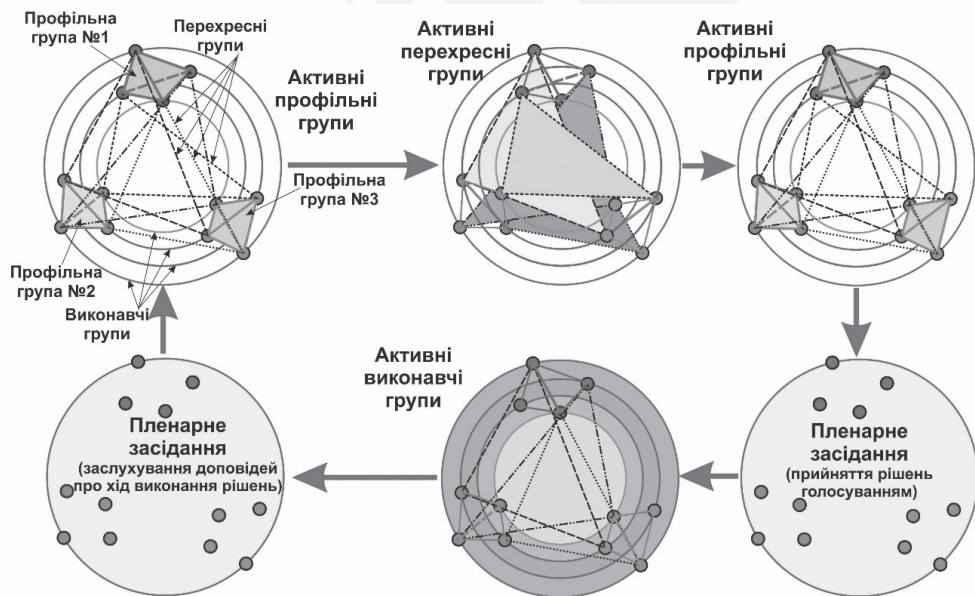 Профільна
група №1
Перехресні
групи
Активні
профільні
групи
Профільна
група №3
Профільна
група №2
Виконавчі
групи
Активні
перехресні
групи
Активні
профільні
групи
Пленарне
засідання
(заслухування доповідей
про хід виконання рішень)
Активні
виконавчі
групи
Пленарне
засідання
(прийняття рішень
голосуванням)